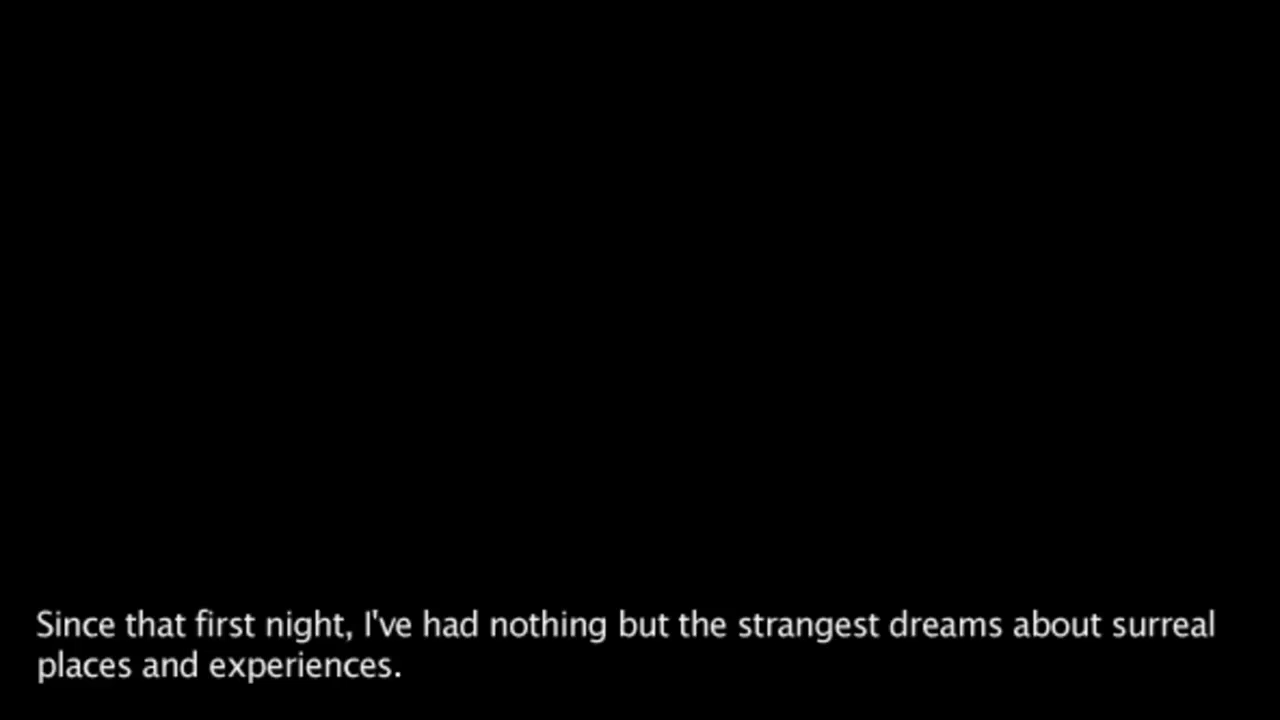 Since that first night, I've had nothing but the strangest dreams about surreal
places and experiences.